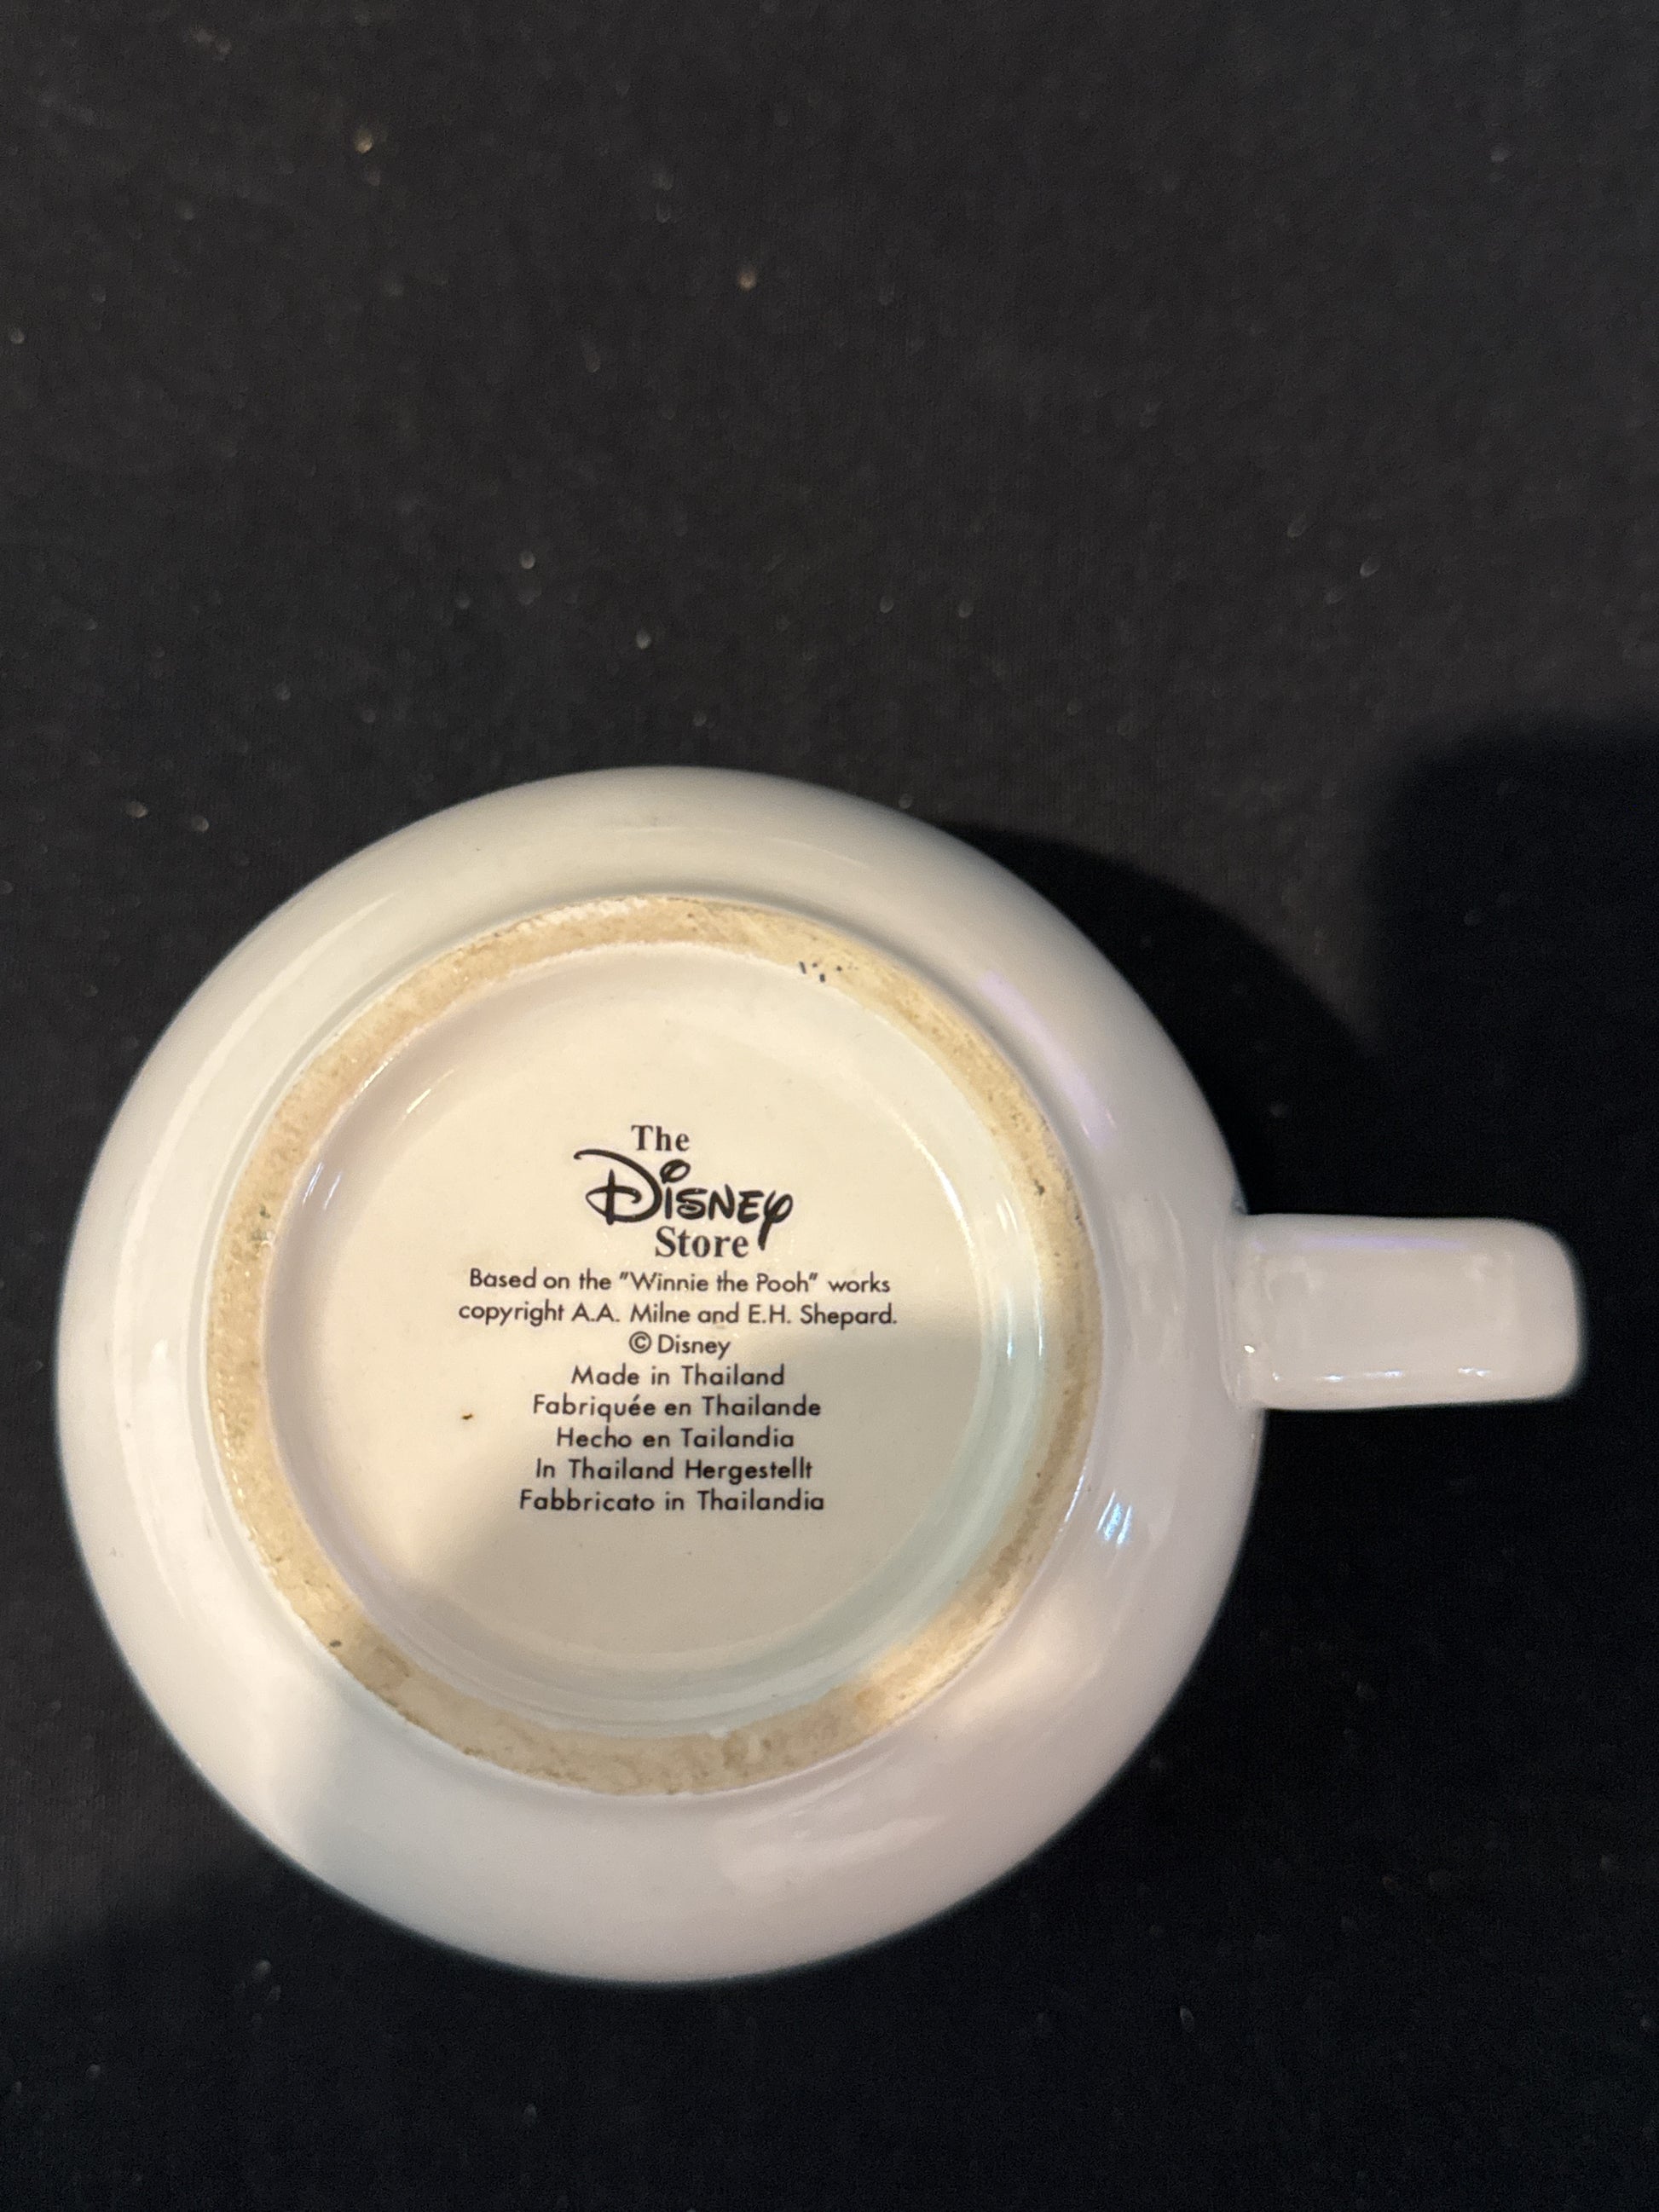 The
Disney
Store
Based on the "Winnie the Pooh" works
copyright A.A. Milne and E.H. Shepard.
© Disney
Made in Thailand
Fabriquée en Thailande
Hecho en Tailandia
In Thailand Hergestellt
Fabbricato in Thailandia